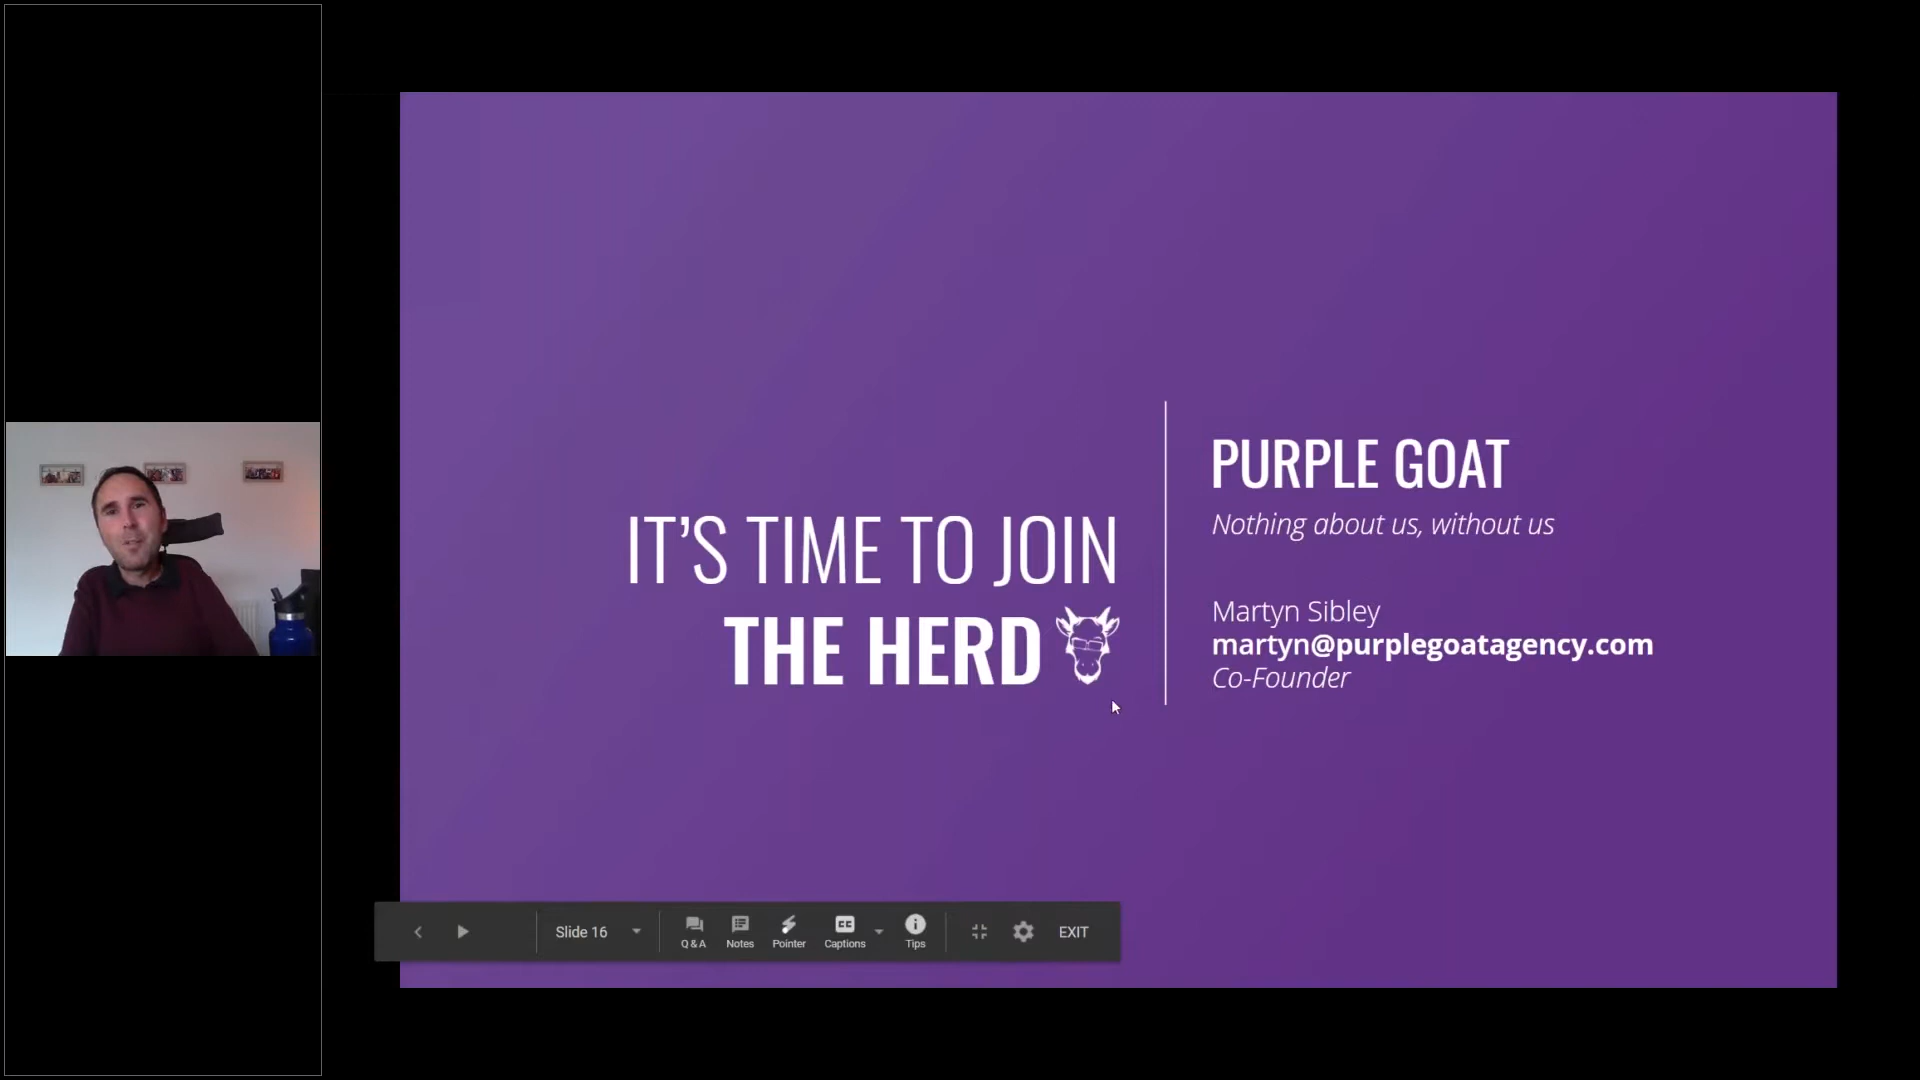 IT'S TIME TO JOIN
THE HERD
PURPLE GOAT
Nothing about us, without us
Martyn Sibley
martyn@purplegoatagency.com
Co-Founder
Slide 16
Q & A
Notes
CC
Pointer
Captions
Tips
EXIT